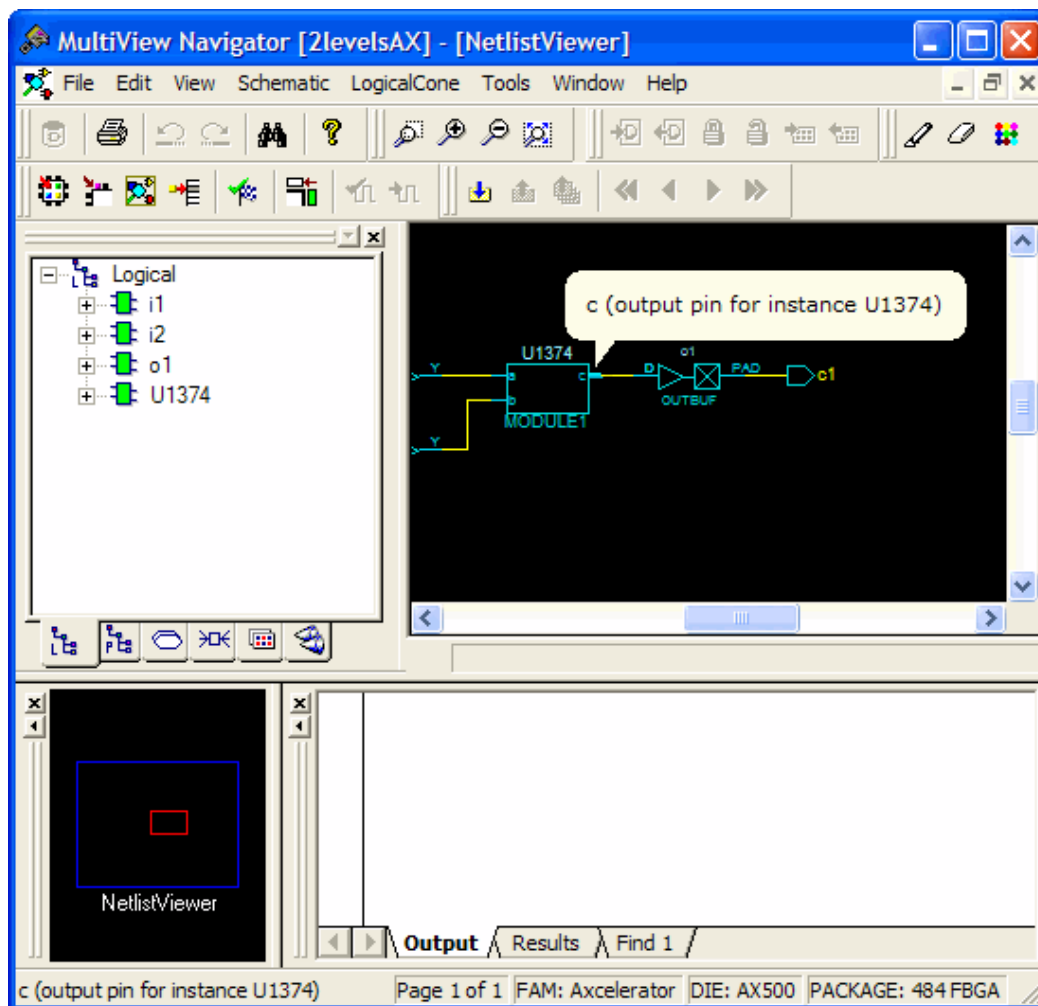 MultiView Navigator [2levelsAX] - [NetlistViewer]
File Edit View Schematic LogicalCone Tools Window Help
Logical
i1
i2
o1
U1374
c (output pin for instance U1374)
U1374 o1
Y a c D PAD c1
b OUTBUF
MODULE1
Y
NetlistViewer
Output Results Find 1
c (output pin for instance U1374) Page 1 of 1 FAM: Axcelerator DIE: AX500 PACKAGE: 484 FBGA